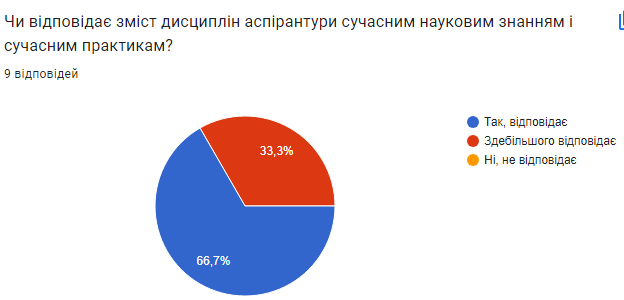 Чи відповідає зміст дисциплін аспірантури сучасним науковим знанням і
сучасним практикам?
9 відповідей
Так, відповідає
Здебільшого відповідає
Ні, не відповідає
33,3%
66,7%